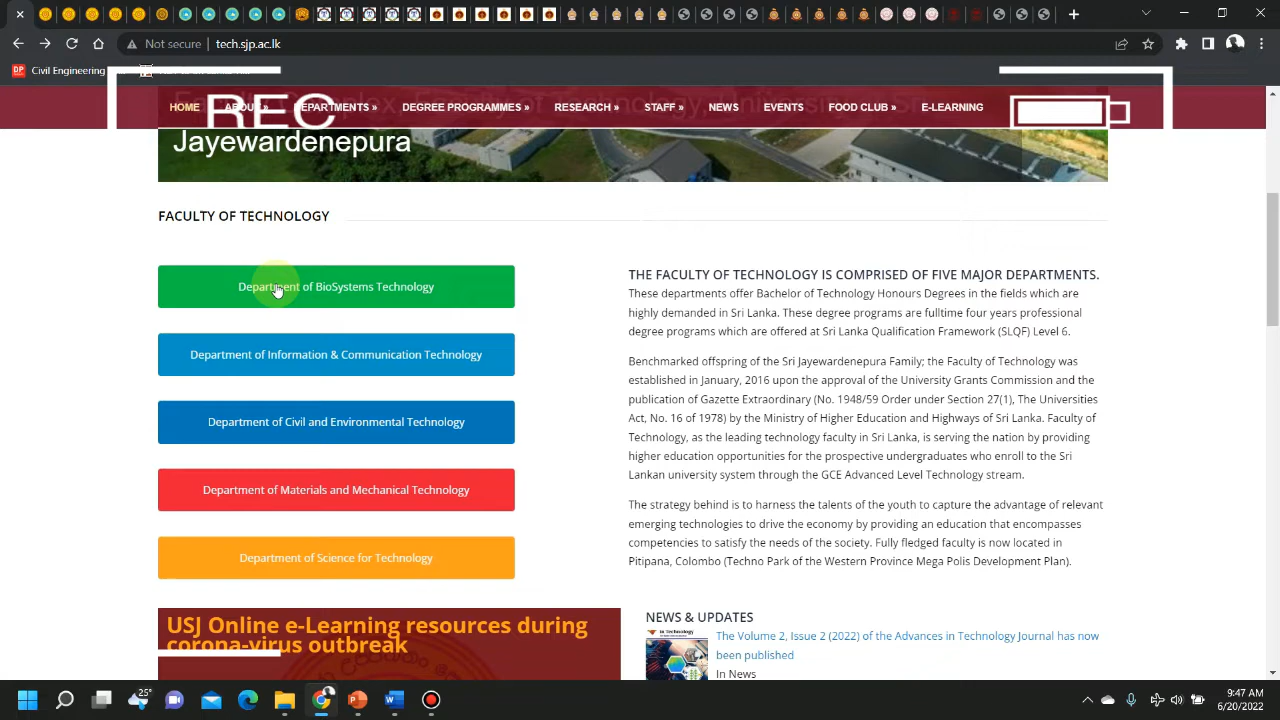 Not secure
tech.sjp.ac.lk
DP Civil Engineering
REC
HOME ABOUT » DEPARTMENTS » DEGREE PROGRAMMES » RESEARCH » STAFF » NEWS EVENTS FOOD CLUB » E-LEARNING
Jayewardenepura
FACULTY OF TECHNOLOGY
Department of BioSystems Technology
Department of Information & Communication Technology
Department of Civil and Environmental Technology
Department of Materials and Mechanical Technology
Department of Science for Technology
THE FACULTY OF TECHNOLOGY IS COMPRISED OF FIVE MAJOR DEPARTMENTS.
These departments offer Bachelor of Technology Honours Degrees in the fields which are
highly demanded in Sri Lanka. These degree programs are fulltime four years professional
degree programs which are offered at Sri Lanka Qualification Framework (SLQF) Level 6.
Benchmarked offspring of the Sri Jayewardenepura Family; the Faculty of Technology was
established in January, 2016 upon the approval of the University Grants Commission and the
publication of Gazette Extraordinary (No. 1948/59 Order under Section 27(1), The Universities
Act, No. 16 of 1978) by the Ministry of Higher Education and Highways of Sri Lanka. Faculty of
Technology, as the leading technology faculty in Sri Lanka, is serving the nation by providing
higher education opportunities for the prospective undergraduates who enroll to the Sri
Lankan university system through the GCE Advanced Level Technology stream.
The strategy behind is to harness the talents of the youth to capture the advantage of relevant
emerging technologies to drive the economy by providing an education that encompasses
competencies to satisfy the needs of the society. Fully fledged faculty is now located in
Pitipana, Colombo (Techno Park of the Western Province Mega Polis Development Plan).
USJ Online e-Learning resources during
corona-virus outbreak
NEWS & UPDATES
in Technology
The Volume 2, Issue 2 (2022) of the Advances in Technology Journal has now
been published
In News
25°
9:47 AM
6/20/2022